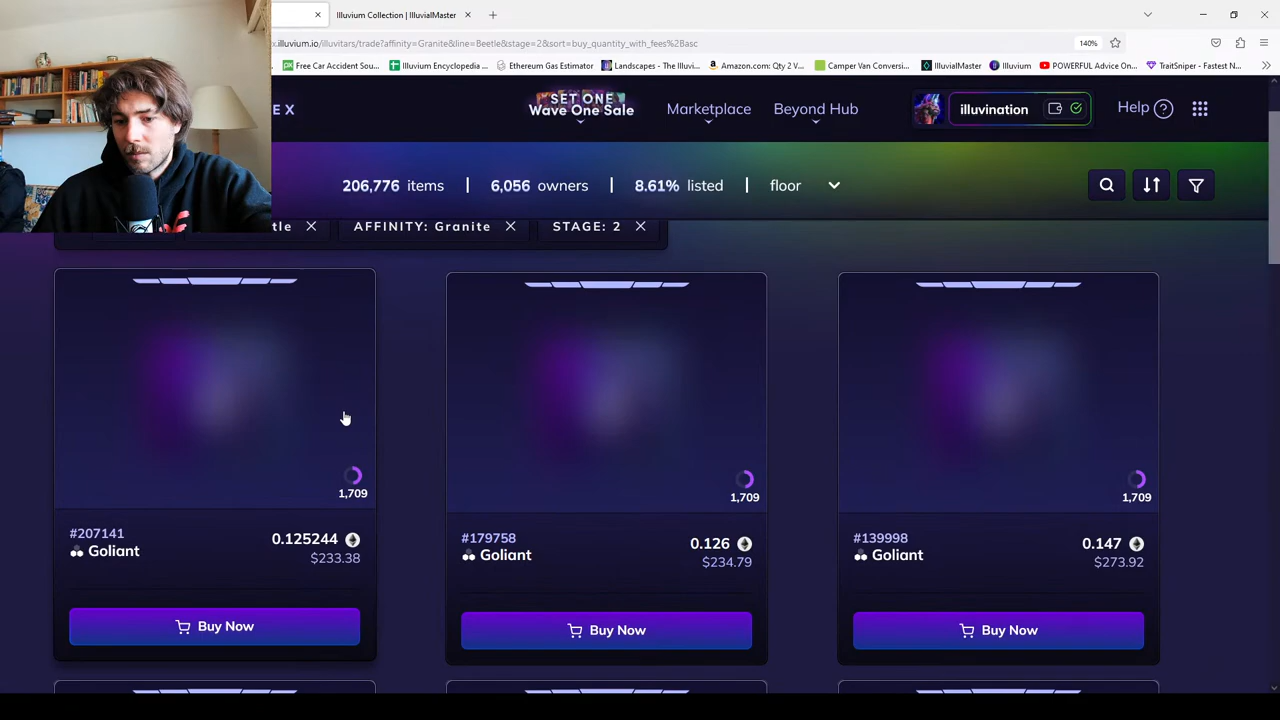 Illuvium Collection | IlluvialMaster
x.illuvium.io/illuvitars/trade?affinity=Granite&line=Beetle&stage=2&sort=buy_quantity_with_fees%2Basc
140%
Free Car Accident Sou...
Illuvium Encyclopedia ...
Ethereum Gas Estimator
Landscapes - The Illuvi...
Amazon.com: Qty 2 V...
Camper Van Conversi...
IlluvialMaster
Illuvium
POWERFUL Advice On...
TraitSniper - Fastest N...
E X
SET ONE
Wave One Sale
Marketplace
Beyond Hub
illuvination
Help
206,776 items | 6,056 owners | 8.61% listed | floor
tle
AFFINITY: Granite
STAGE: 2
1,709
1,709
1,709
#207141
Goliant
0.125244
$233.38
Buy Now
#179758
Goliant
0.126
$234.79
Buy Now
#139998
Goliant
0.147
$273.92
Buy Now